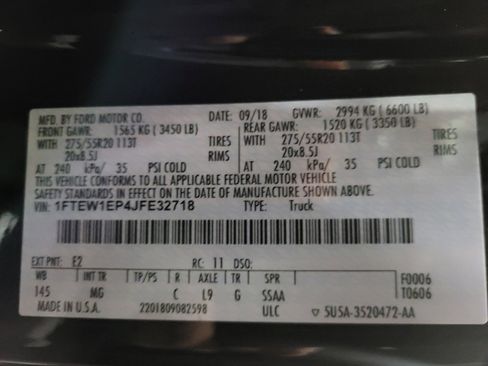 MFD. BY FORD MOTOR CO. DATE: 09/18 GVWR: 2994 KG ( 6600 LB)
FRONT GAWR: 1565 KG ( 3450 LB) REAR GAWR: 1520 KG ( 3350 LB)
WITH 275/55R20 113T TIRES WITH 275/55R20 113T TIRES
20x8.5J RIMS 20x8.5J RIMS
AT 240 kPa/ 35 PSI COLD AT 240 kPa/ 35 PSI COLD
THIS VEHICLE CONFORMS TO ALL APPLICABLE FEDERAL MOTOR VEHICLE
SAFETY STANDARDS IN EFFECT ON THE DATE OF MANUFACTURE SHOWN ABOVE.
VIN: 1FTEW1EP4JFE32718 TYPE: Truck
EXT PNT: E2 RC: 11 DSO:
WB INT TR TP/PS R AXLE TR SPR F0006
145 MG C L9 G SSAA T0606
MADE IN U.S.A. 2201809082598 ULC 5U5A-3520472-AA